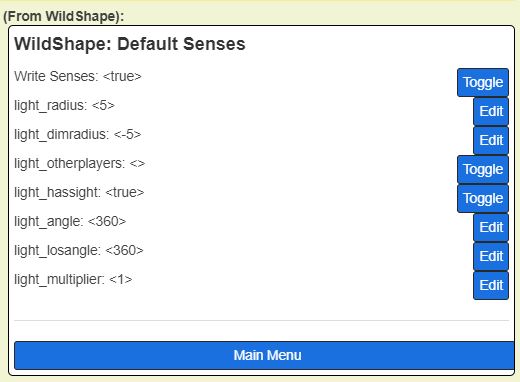 (From WildShape):
WildShape: Default Senses
Write Senses: <true> Toggle
light_radius: <5> Edit
light_dimradius: <-5> Edit
light_otherplayers: <> Toggle
light_hassight: <true> Toggle
light_angle: <360> Edit
light_losangle: <360> Edit
light_multiplier: <1> Edit
Main Menu